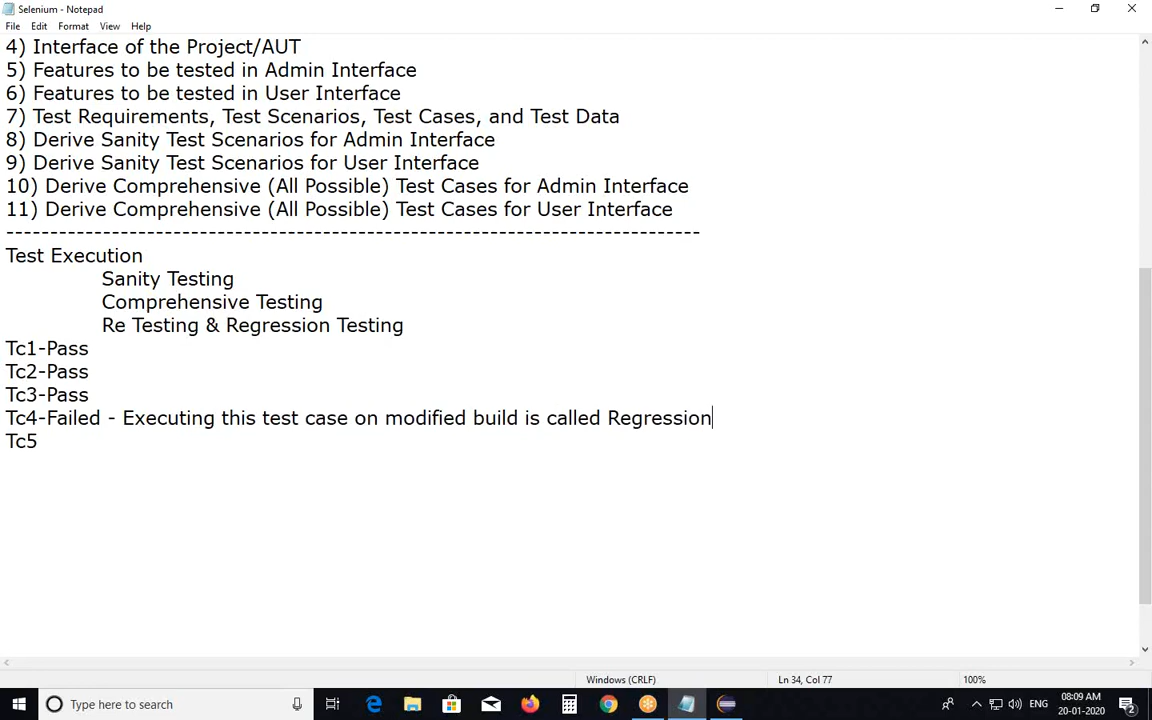 Selenium - Notepad
File Edit Format View Help
4) Interface of the Project/AUT
5) Features to be tested in Admin Interface
6) Features to be tested in User Interface
7) Test Requirements, Test Scenarios, Test Cases, and Test Data
8) Derive Sanity Test Scenarios for Admin Interface
9) Derive Sanity Test Scenarios for User Interface
10) Derive Comprehensive (All Possible) Test Cases for Admin Interface
11) Derive Comprehensive (All Possible) Test Cases for User Interface
-------------------------------------------------------------------------------
Test Execution
Sanity Testing
Comprehensive Testing
Re Testing & Regression Testing
Tc1-Pass
Tc2-Pass
Tc3-Pass
Tc4-Failed - Executing this test case on modified build is called Regression
Tc5
Windows (CRLF) Ln 34, Col 77 100%
Type here to search
ENG
08:09 AM
20-01-2020
2